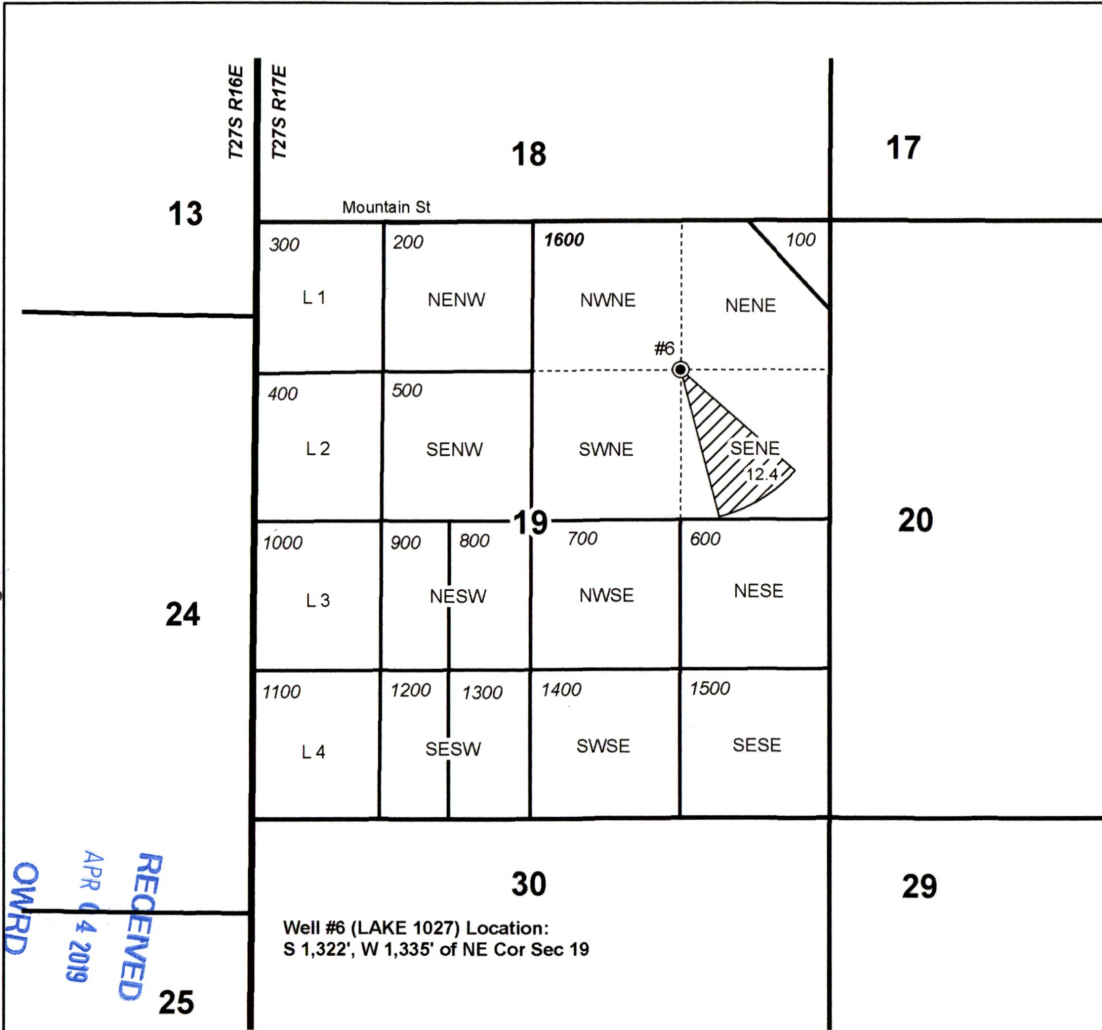 T27S R16E
T27S R17E
18
17
13
Mountain St
300
200
1600
100
L 1
NENW
NWNE
NENE
#6
400
500
L 2
SENW
SWNE
SENE
12.4
19
20
1000
900
800
700
600
L 3
NESW
NWSE
NESE
24
1100
1200
1300
1400
1500
L 4
SESW
SWSE
SESE
30
29
Well #6 (LAKE 1027) Location:
S 1,322', W 1,335' of NE Cor Sec 19
RECEIVED
APR 04 2019
OWRD
25